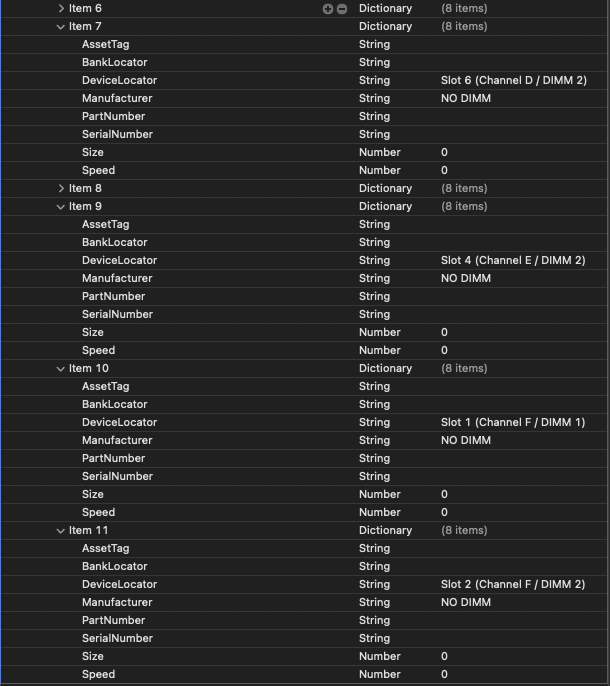 Item 6 Dictionary (8 items)
Item 7 Dictionary (8 items)
AssetTag String
BankLocator String
DeviceLocator String Slot 6 (Channel D / DIMM 2)
Manufacturer String NO DIMM
PartNumber String
SerialNumber String
Size Number 0
Speed Number 0
Item 8 Dictionary (8 items)
Item 9 Dictionary (8 items)
AssetTag String
BankLocator String
DeviceLocator String Slot 4 (Channel E / DIMM 2)
Manufacturer String NO DIMM
PartNumber String
SerialNumber String
Size Number 0
Speed Number 0
Item 10 Dictionary (8 items)
AssetTag String
BankLocator String
DeviceLocator String Slot 1 (Channel F / DIMM 1)
Manufacturer String NO DIMM
PartNumber String
SerialNumber String
Size Number 0
Speed Number 0
Item 11 Dictionary (8 items)
AssetTag String
BankLocator String
DeviceLocator String Slot 2 (Channel F / DIMM 2)
Manufacturer String NO DIMM
PartNumber String
SerialNumber String
Size Number 0
Speed Number 0